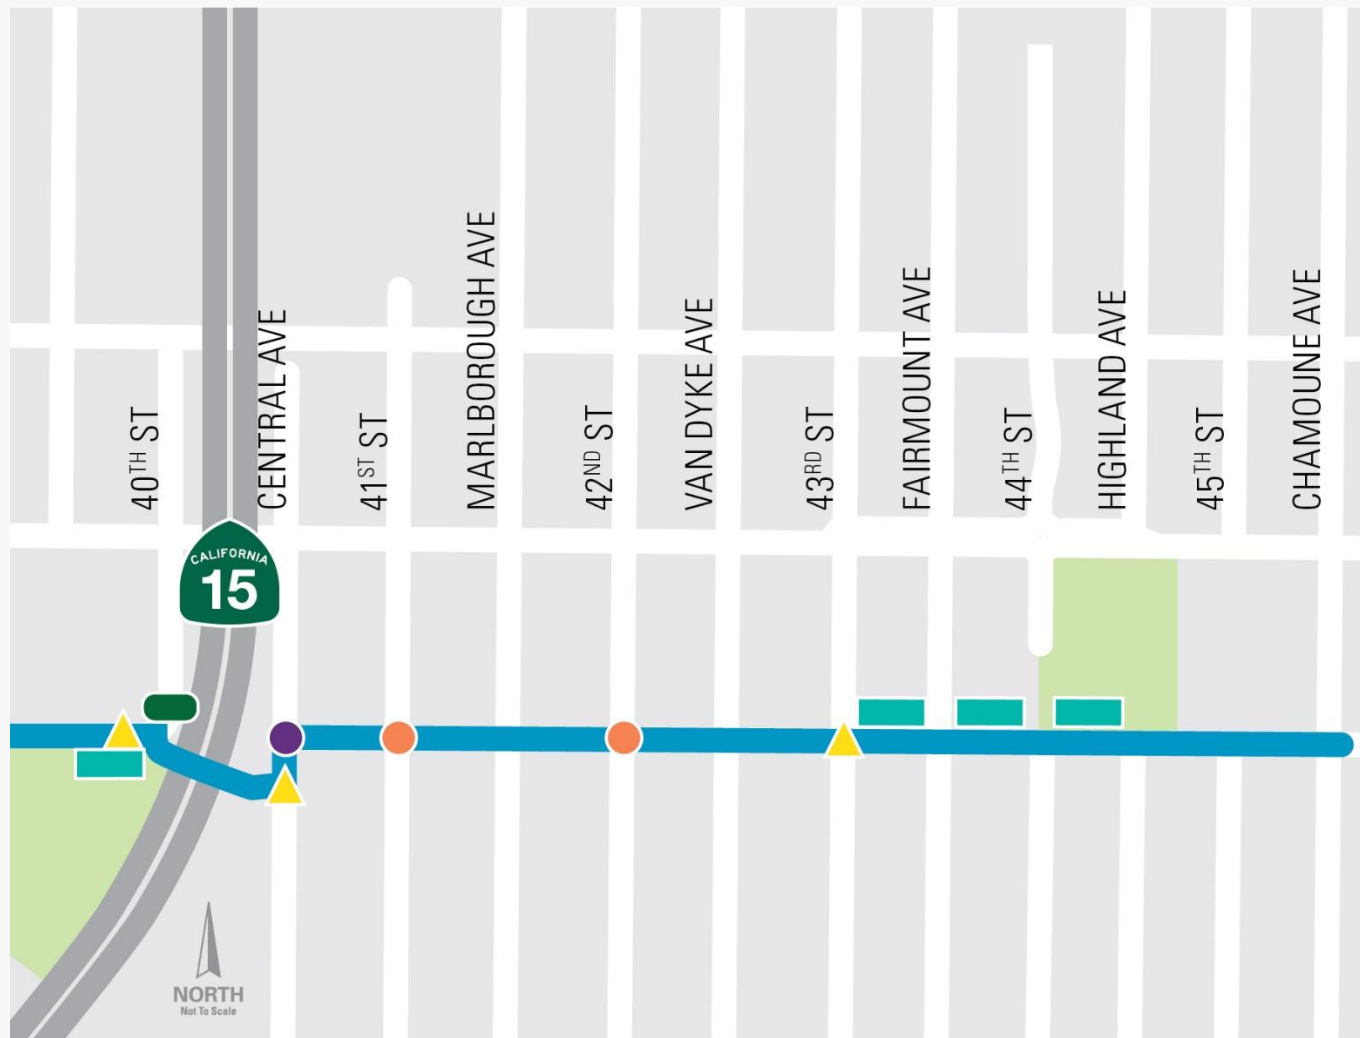 40TH ST
CENTRAL AVE
41ST ST
MARLBOROUGH AVE
42ND ST
VAN DYKE AVE
43RD ST
FAIRMOUNT AVE
44TH ST
HIGHLAND AVE
45TH ST
CHAMOUNE AVE
CALIFORNIA
15
NORTH
Not To Scale